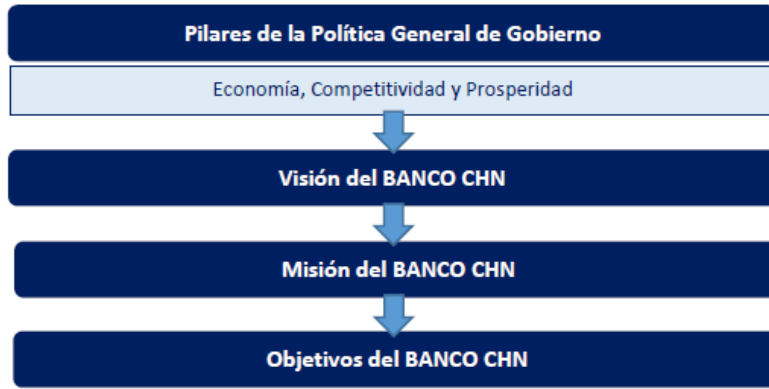 Pilares de la Política General de Gobierno
Economía, Competitividad y Prosperidad
Visión del BANCO CHN
Misión del BANCO CHN
Objetivos del BANCO CHN